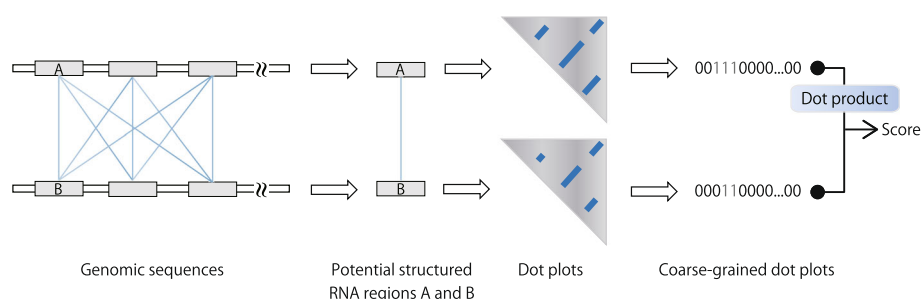 A
A
001110000...00
Dot product
Score
B
B
000110000...00
Genomic sequences
Potential structured
RNA regions A and B
Dot plots
Coarse-grained dot plots